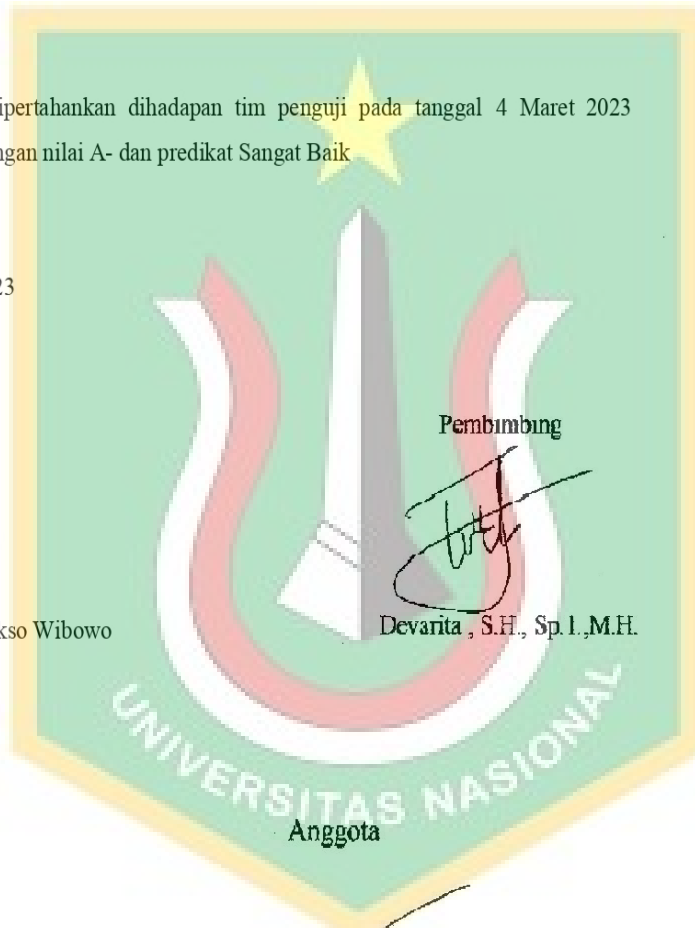 ipertahankan dihadapan tim penguji pada tanggal 4 Maret 2023
ngan nilai A- dan predikat Sangat Baik
23
Pembimbing
kso Wibowo
Devarita , S.H., Sp.1.,M.H.
UNIVERSITAS NASIONAL
Anggota